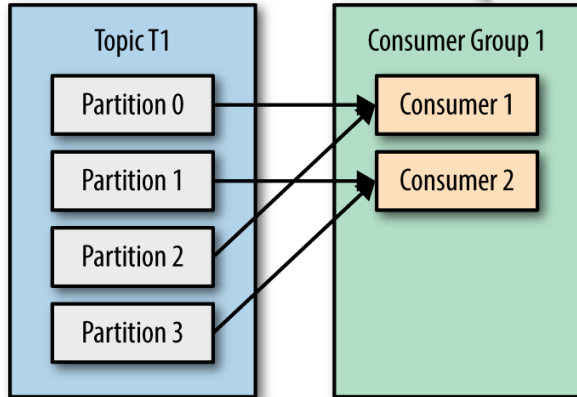 Topic T1
Partition 0
Partition 1
Partition 2
Partition 3
Consumer Group 1
Consumer 1
Consumer 2